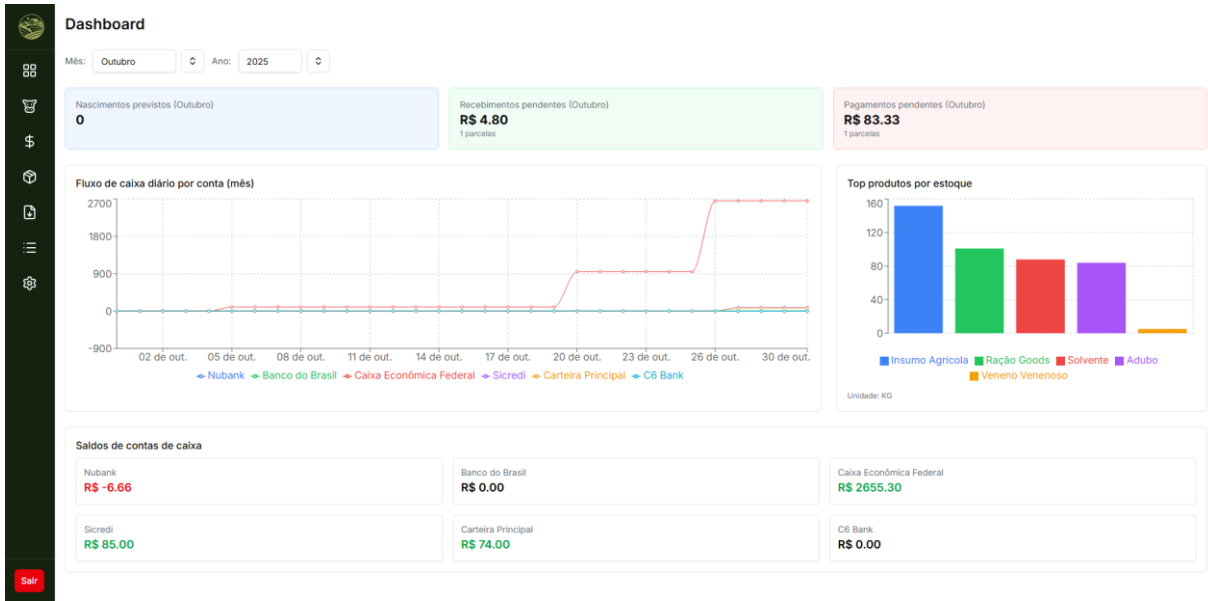 Dashboard
Mês: Outubro Ano: 2025
Nascimentos previstos (Outubro)
0
Recebimentos pendentes (Outubro)
R$ 4.80
1 parcelas
Pagamentos pendentes (Outubro)
R$ 83.33
1 parcelas
Fluxo de caixa diário por conta (mês)
2700
1800
900
0
-900
02 de out. 05 de out. 08 de out. 11 de out. 14 de out. 17 de out. 20 de out. 23 de out. 26 de out. 30 de out.
Nubank Banco do Brasil Caixa Econômica Federal Sicredi Carteira Principal C6 Bank
Top produtos por estoque
160
120
80
40
0
Insumo Agrícola Ração Goods Solvente Adubo
Veneno Venenoso
Unidade: KG
Saldos de contas de caixa
Nubank
R$ -6.66
Banco do Brasil
R$ 0.00
Caixa Econômica Federal
R$ 2655.30
Sicredi
R$ 85.00
Carteira Principal
R$ 74.00
C6 Bank
R$ 0.00
Sair